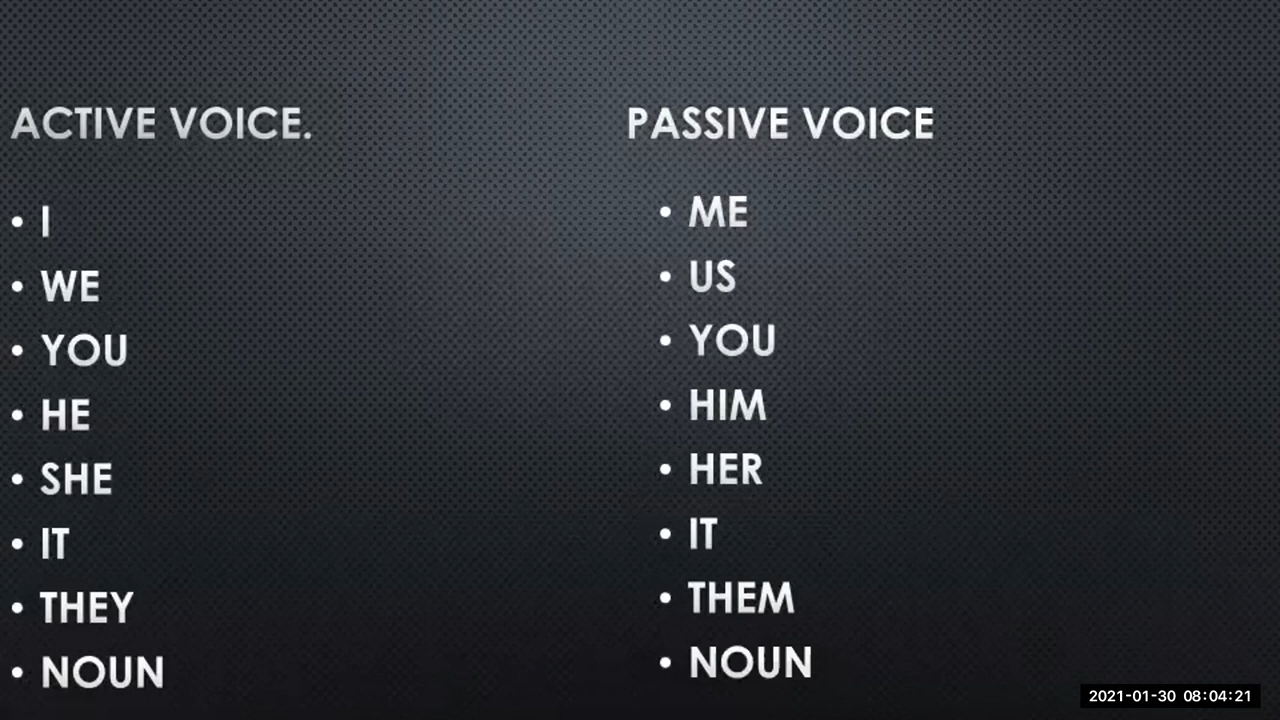 ACTIVE VOICE.
• I
• WE
• YOU
• HE
• SHE
• IT
• THEY
• NOUN
PASSIVE VOICE
• ME
• US
• YOU
• HIM
• HER
• IT
• THEM
• NOUN
2021-01-30 08:04:21